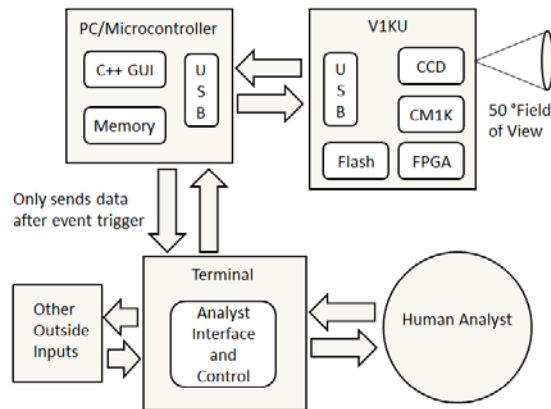 PC/Microcontroller
C++ GUI
Memory
U
S
B
V1KU
U
S
B
CCD
CM1K
Flash
FPGA
50 °Field
of View
Only sends data
after event trigger
Terminal
Analyst
Interface
and
Control
Other
Outside
Inputs
Human Analyst